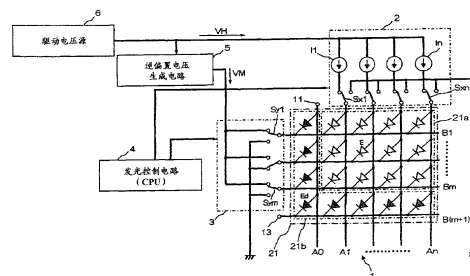 6
VH
2
驱动电压源
5
I1
In
逆偏置电压
生成电路
VM
11
Sx1
Sxn
21a
4
Sy1
B1
E
发光控制电路
(CPU)
Bm
Sym
Ed
3
13
B(m+1)
21
21b
A0
A1
An